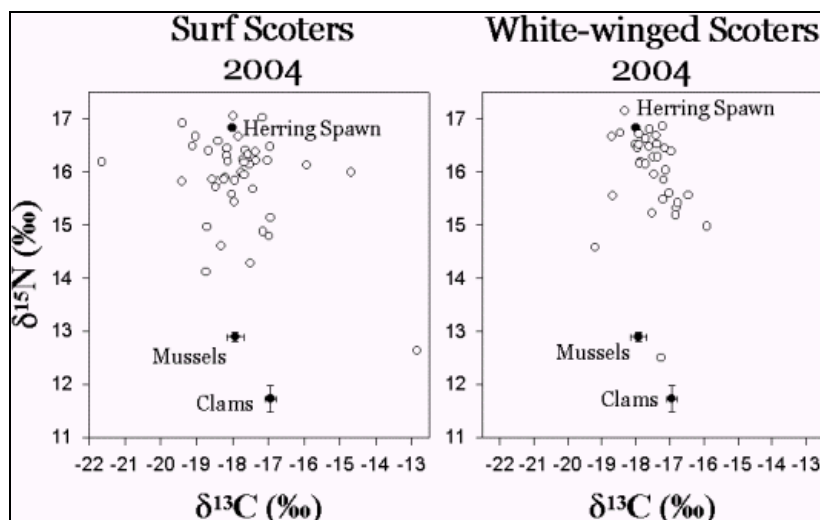 Surf Scoters
2004
White-winged Scoters
2004
δ¹⁵N (‰)
17
16
15
14
13
12
11
Herring Spawn
Mussels
Clams
-22 -21 -20 -19 -18 -17 -16 -15 -14 -13
δ¹³C (‰)
17
16
15
14
13
12
11
Herring Spawn
Mussels
Clams
-22 -21 -20 -19 -18 -17 -16 -15 -14 -13
δ¹³C (‰)